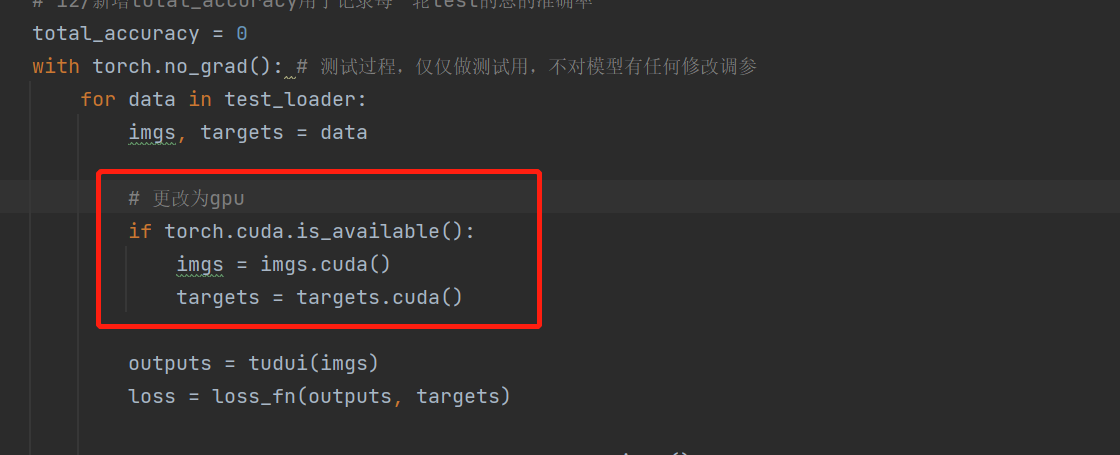 # 12/新增total_accuracy用于记录每一轮test的总的准确率
total_accuracy = 0
with torch.no_grad(): # 测试过程，仅仅做测试用，不对模型有任何修改调参
for data in test_loader:
imgs, targets = data
# 更改为gpu
if torch.cuda.is_available():
imgs = imgs.cuda()
targets = targets.cuda()
outputs = tudui(imgs)
loss = loss_fn(outputs, targets)